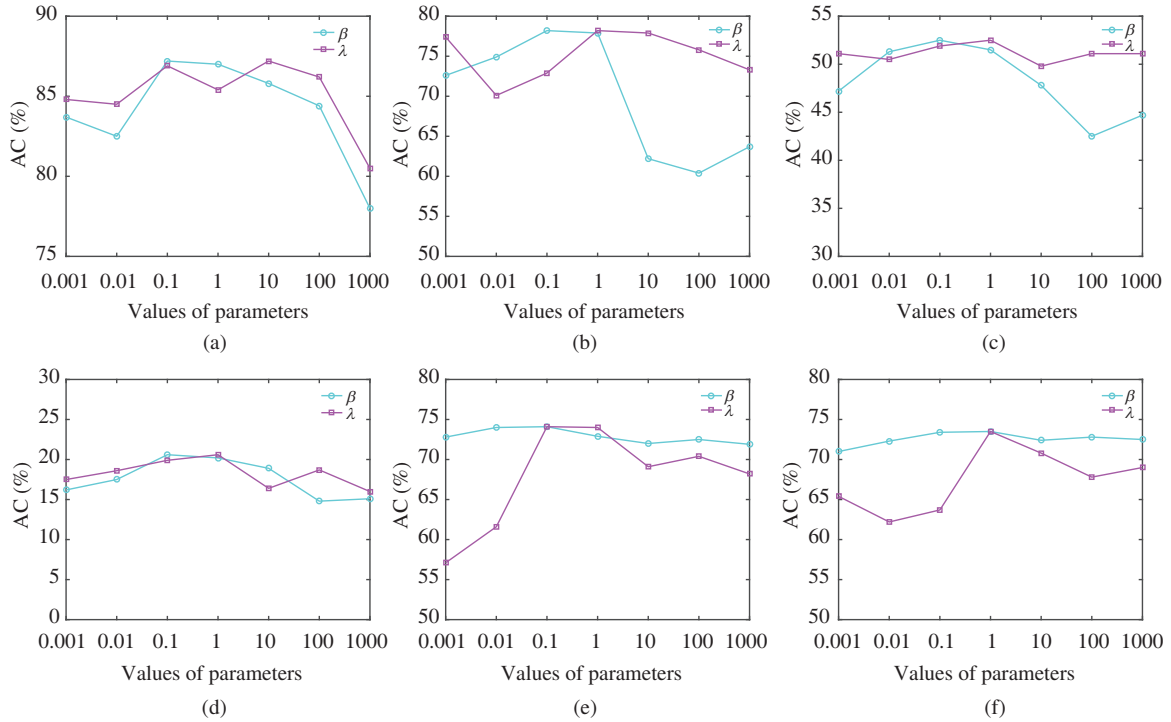 90
85
80
75
AC (%)
β
λ
0.001 0.01 0.1 1 10 100 1000
Values of parameters
(a)
80
75
70
65
60
55
50
AC (%)
β
λ
0.001 0.01 0.1 1 10 100 1000
Values of parameters
(b)
55
50
45
40
35
30
AC (%)
β
λ
0.001 0.01 0.1 1 10 100 1000
Values of parameters
(c)
30
25
20
15
10
5
0
AC (%)
β
λ
0.001 0.01 0.1 1 10 100 1000
Values of parameters
(d)
80
75
70
65
60
55
50
AC (%)
β
λ
0.001 0.01 0.1 1 10 100 1000
Values of parameters
(e)
80
75
70
65
60
55
50
AC (%)
β
λ
0.001 0.01 0.1 1 10 100 1000
Values of parameters
(f)